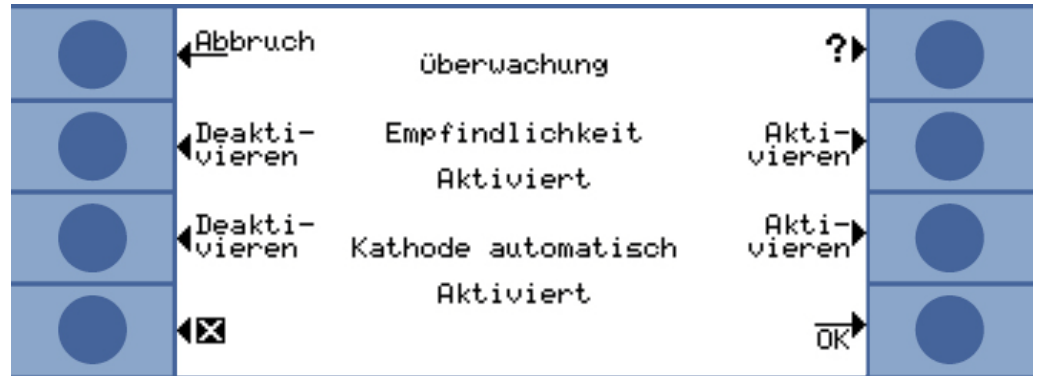 Abbruch
Überwachung
?
Deakti-
vieren
Empfindlichkeit
Aktiviert
Akti-
vieren
Deakti-
vieren
Kathode automatisch
Aktiviert
Akti-
vieren
OK